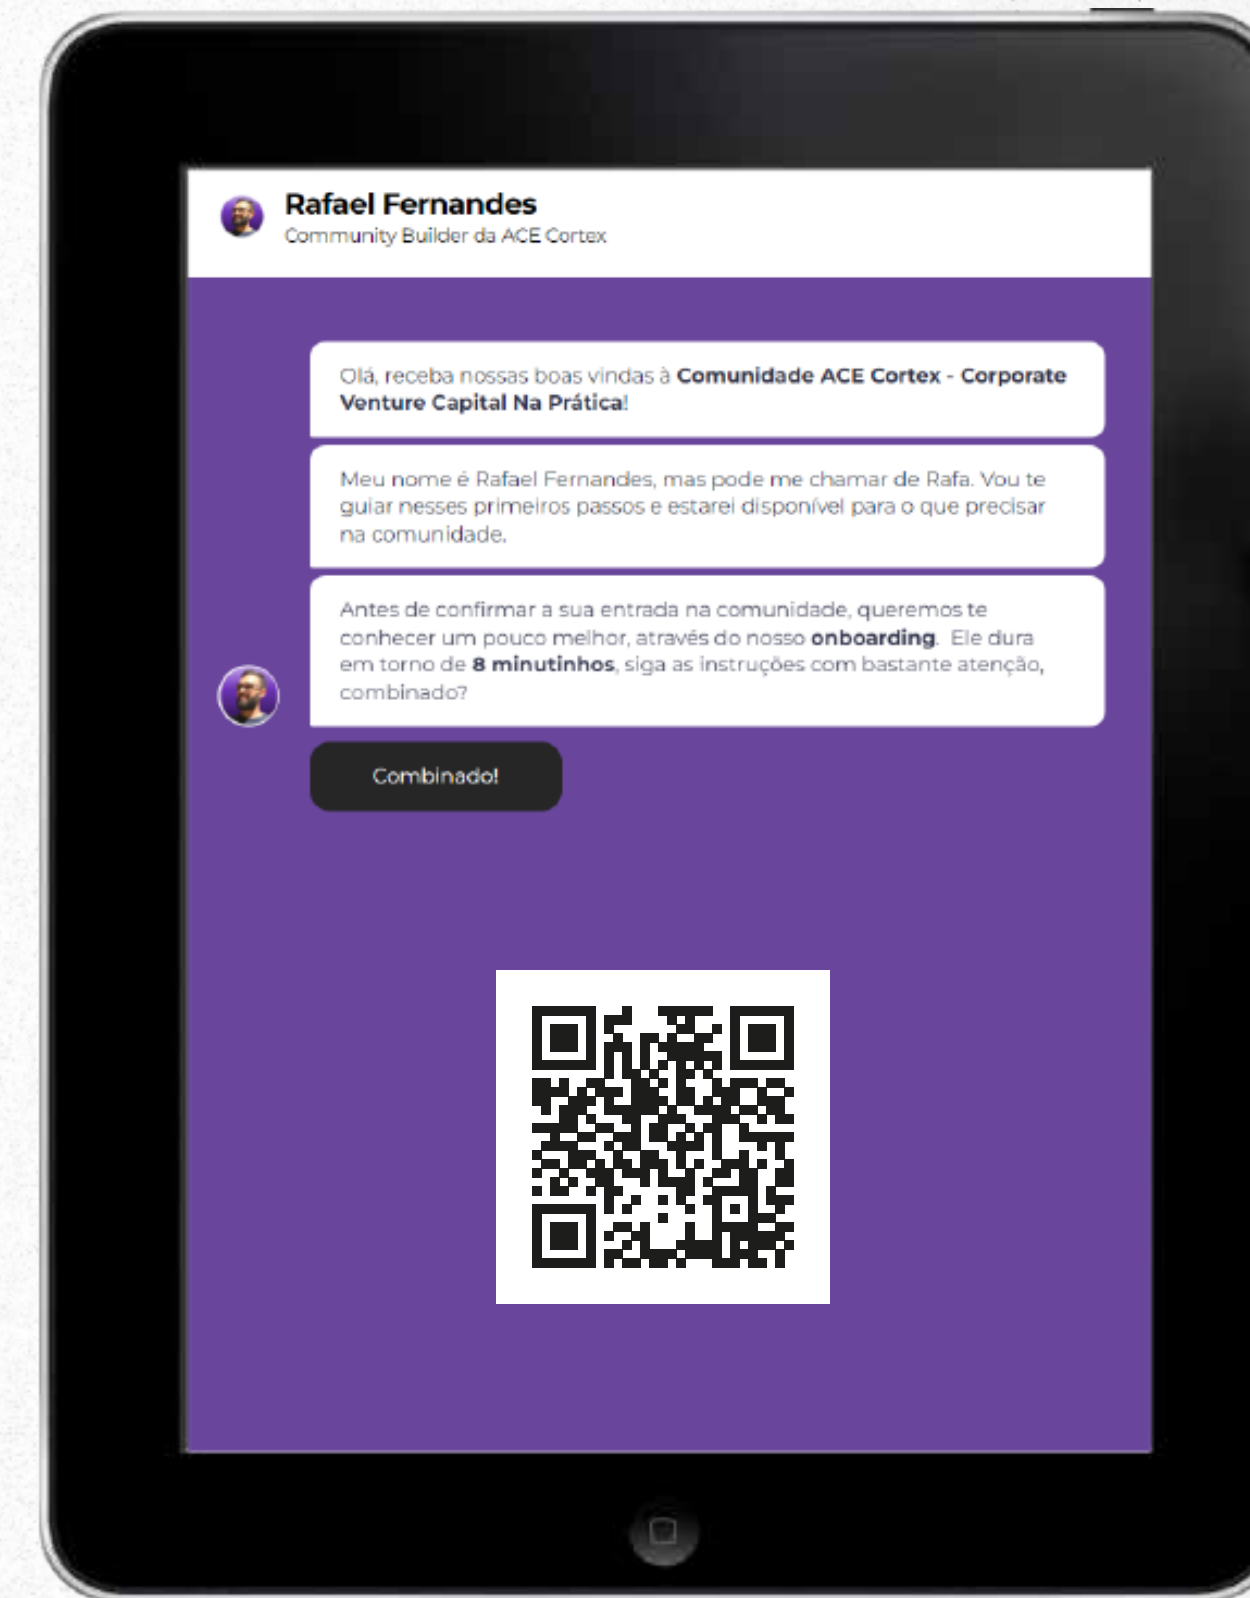 Rafael Fernandes
Community Builder da ACE Cortex
Olá, receba nossas boas vindas à Comunidade ACE Cortex - Corporate
Venture Capital Na Prática!
Meu nome é Rafael Fernandes, mas pode me chamar de Rafa. Vou te
guiar nesses primeiros passos e estarei disponível para o que precisar
na comunidade.
Antes de confirmar a sua entrada na comunidade, queremos te
conhecer um pouco melhor, através do nosso onboarding.  Ele dura
em torno de 8 minutinhos, siga as instruções com bastante atenção,
combinado?
Combinado!